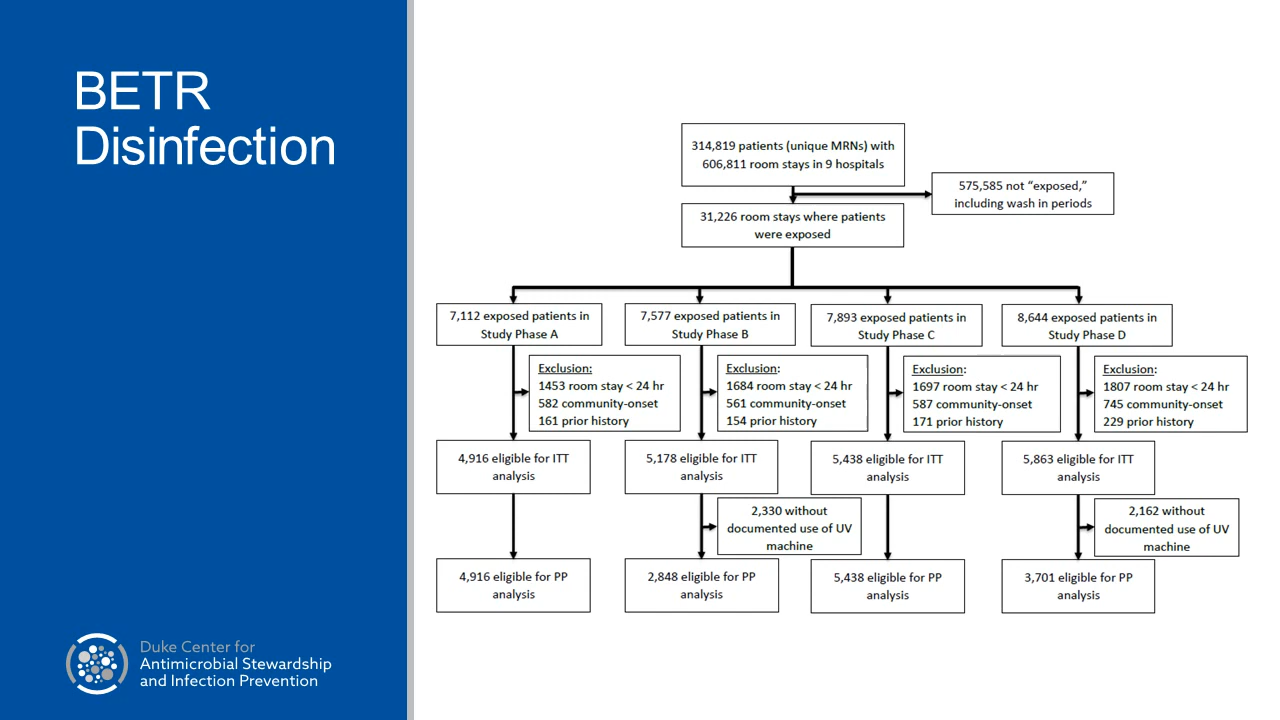 BETR
Disinfection
314,819 patients (unique MRNs) with
606,811 room stays in 9 hospitals
575,585 not “exposed,”
including wash in periods
31,226 room stays where patients
were exposed
7,112 exposed patients in
Study Phase A
7,577 exposed patients in
Study Phase B
7,893 exposed patients in
Study Phase C
8,644 exposed patients in
Study Phase D
Exclusion:
1453 room stay < 24 hr
582 community-onset
161 prior history
Exclusion:
1684 room stay < 24 hr
561 community-onset
154 prior history
Exclusion:
1697 room stay < 24 hr
587 community-onset
171 prior history
Exclusion:
1807 room stay < 24 hr
745 community-onset
229 prior history
4,916 eligible for ITT
analysis
5,178 eligible for ITT
analysis
5,438 eligible for ITT
analysis
5,863 eligible for ITT
analysis
2,330 without
documented use of UV
machine
2,162 without
documented use of UV
machine
4,916 eligible for PP
analysis
2,848 eligible for PP
analysis
5,438 eligible for PP
analysis
3,701 eligible for PP
analysis
Duke Center for
Antimicrobial Stewardship
and Infection Prevention